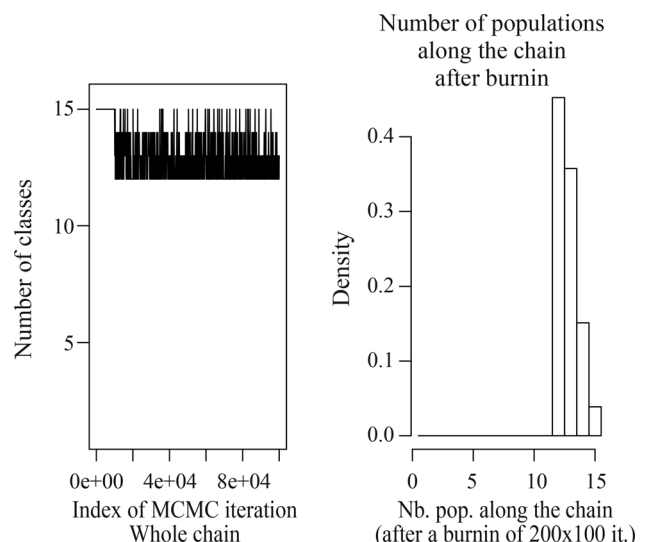 15
10
5
Number of classes
0e+00 4e+04 8e+04
Index of MCMC iteration
Whole chain
Number of populations
along the chain
after burnin
0.4
0.3
0.2
0.1
0.0
Density
0 5 10 15
Nb. pop. along the chain
(after a burnin of 200x100 it.)